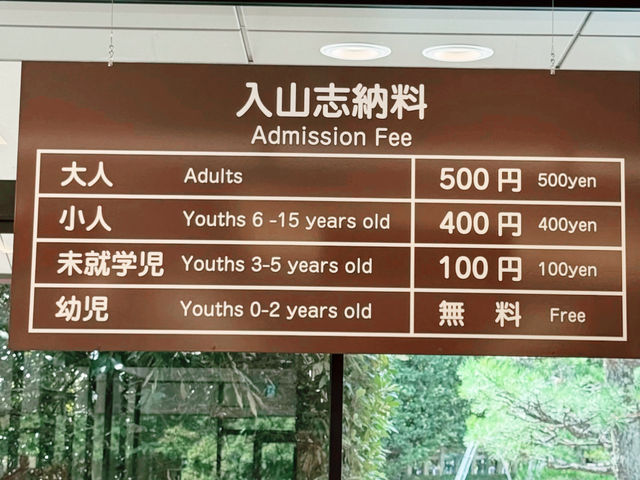 入山志納料
Admission Fee
大人 Adults 500円 500yen
小人 Youths 6 -15 years old 400円 400yen
未就学児 Youths 3-5 years old 100円 100yen
幼児 Youths 0-2 years old 無 料 Free